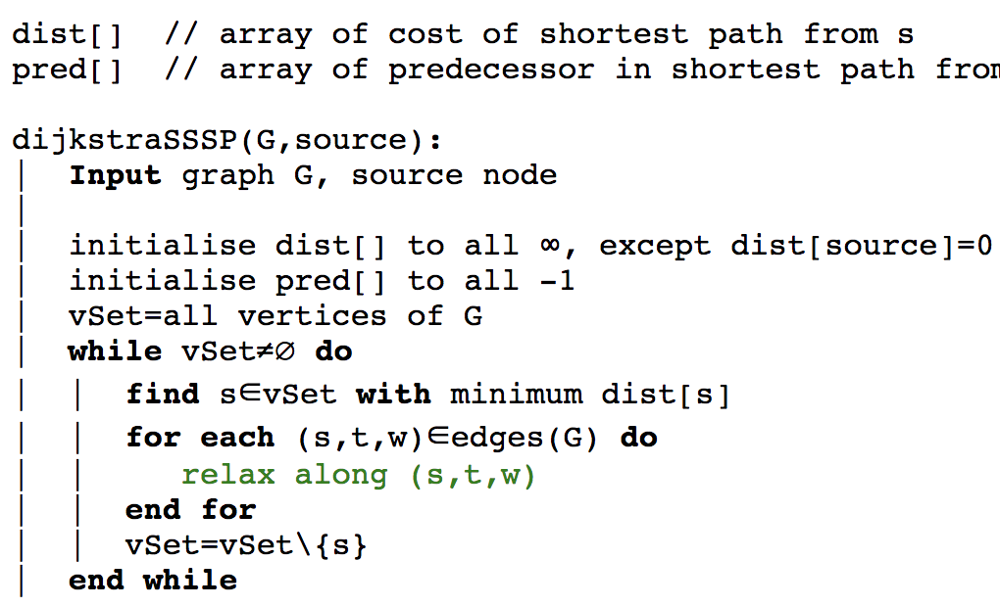 dist[]  // array of cost of shortest path from s
pred[]  // array of predecessor in shortest path from

dijkstraSSSP(G,source):
|  Input graph G, source node
|
|  initialise dist[] to all ∞, except dist[source]=0
|  initialise pred[] to all -1
|  vSet=all vertices of G
|  while vSet≠∅ do
|  |  find s∈vSet with minimum dist[s]
|  |  for each (s,t,w)∈edges(G) do
|  |     relax along (s,t,w)
|  |  end for
|  |  vSet=vSet\{s}
|  end while